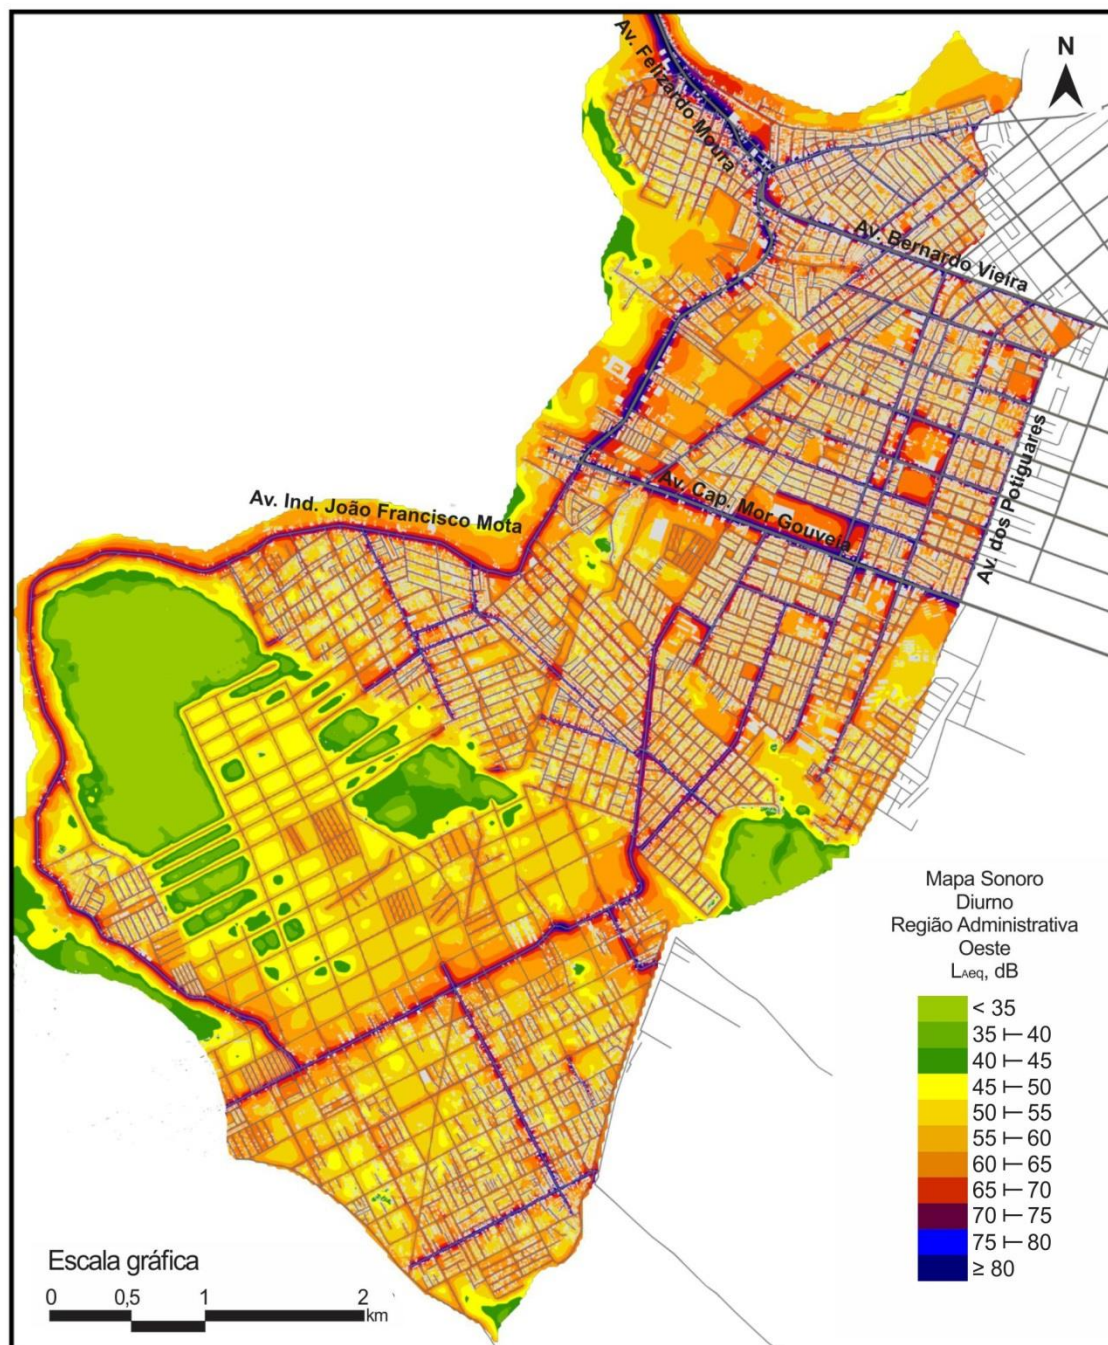 Av. Felizardo Moura
N
Av. Bernardo Vieira
Av. dos Potiguares
Av. Cap. Mor Gouveia
Av. Ind. João Francisco Mota
Mapa Sonoro
Diurno
Região Administrativa
Oeste
LAeq, dB
< 35
35 ⊢ 40
40 ⊢ 45
45 ⊢ 50
50 ⊢ 55
55 ⊢ 60
60 ⊢ 65
65 ⊢ 70
70 ⊢ 75
75 ⊢ 80
≥ 80
Escala gráfica
0 0,5 1 2
km